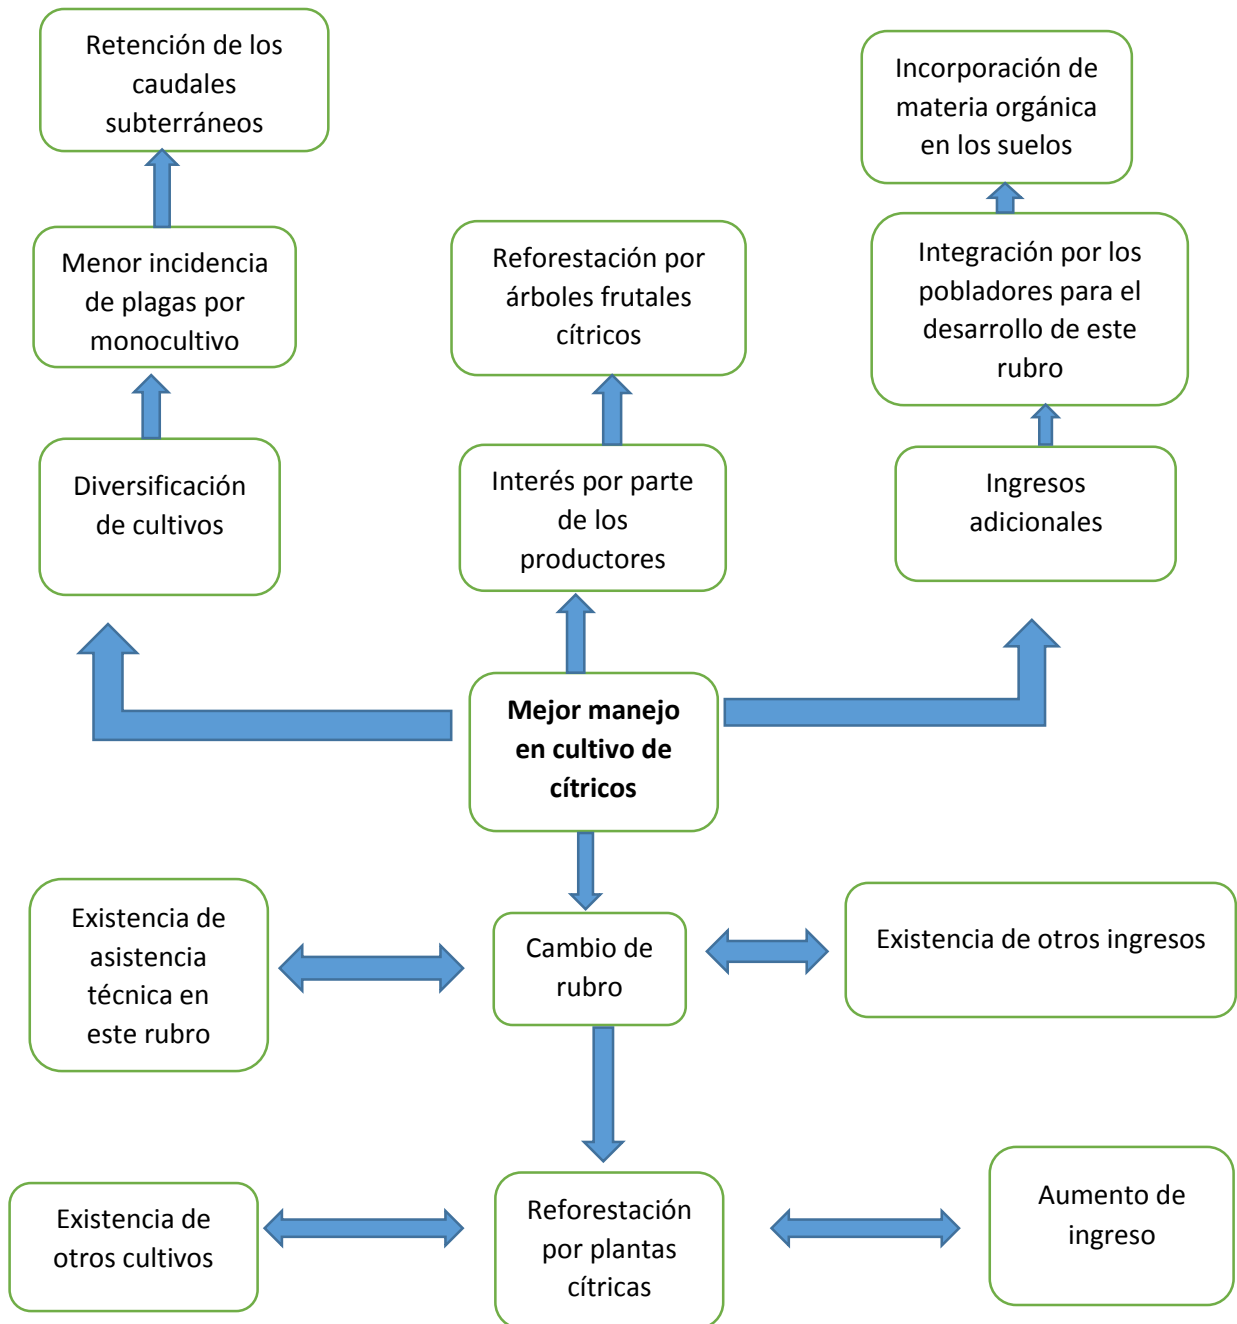 Retención de los
caudales
subterráneos
Incorporación de
materia orgánica
en los suelos
Menor incidencia
de plagas por
monocultivo
Reforestación por
árboles frutales
cítricos
Integración por los
pobladores para el
desarrollo de este
rubro
Diversificación
de cultivos
Interés por parte
de los
productores
Ingresos
adicionales
Mejor manejo
en cultivo de
cítricos
Existencia de
asistencia
técnica en
este rubro
Cambio de
rubro
Existencia de otros ingresos
Existencia de
otros cultivos
Reforestación
por plantas
cítricas
Aumento de
ingreso